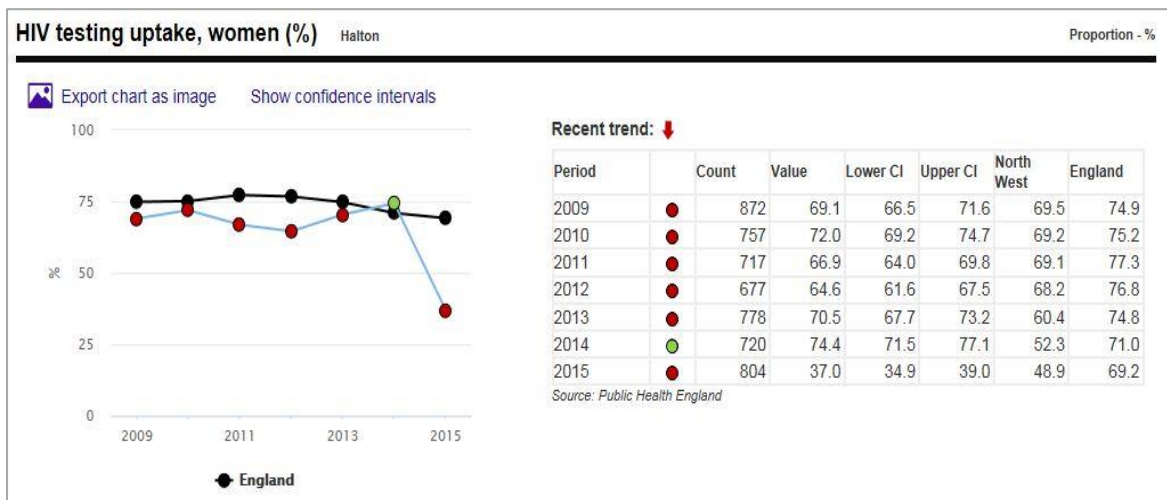 HIV testing uptake, women (%) Halton Proportion - %
Export chart as image Show confidence intervals
100
75
50
25
0
%
2009 2011 2013 2015
England
Recent trend:
Period Count Value Lower CI Upper CI North West England
2009 872 69.1 66.5 71.6 69.5 74.9
2010 757 72.0 69.2 74.7 69.2 75.2
2011 717 66.9 64.0 69.8 69.1 77.3
2012 677 64.6 61.6 67.5 68.2 76.8
2013 778 70.5 67.7 73.2 60.4 74.8
2014 720 74.4 71.5 77.1 52.3 71.0
2015 804 37.0 34.9 39.0 48.9 69.2
Source: Public Health England